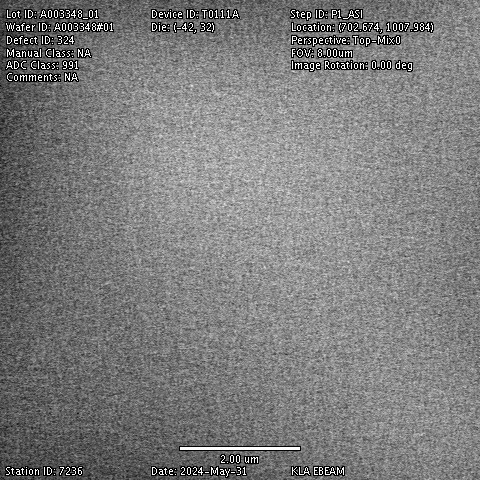 Lot ID: A003348_01
Wafer ID: A003348#01
Defect ID: 324
Manual Class: NA
ADC Class: 991
Comments: NA
Device ID: T0111A
Die: (-42, 32)
Step ID: P1_ASI
Location: (702.674, 1007.984)
Perspective: Top-Mix0
FOV: 8.00um
Image Rotation: 0.00 deg
2.00 um
Station ID: 7236
Date: 2024-May-31
KLA EBEAM